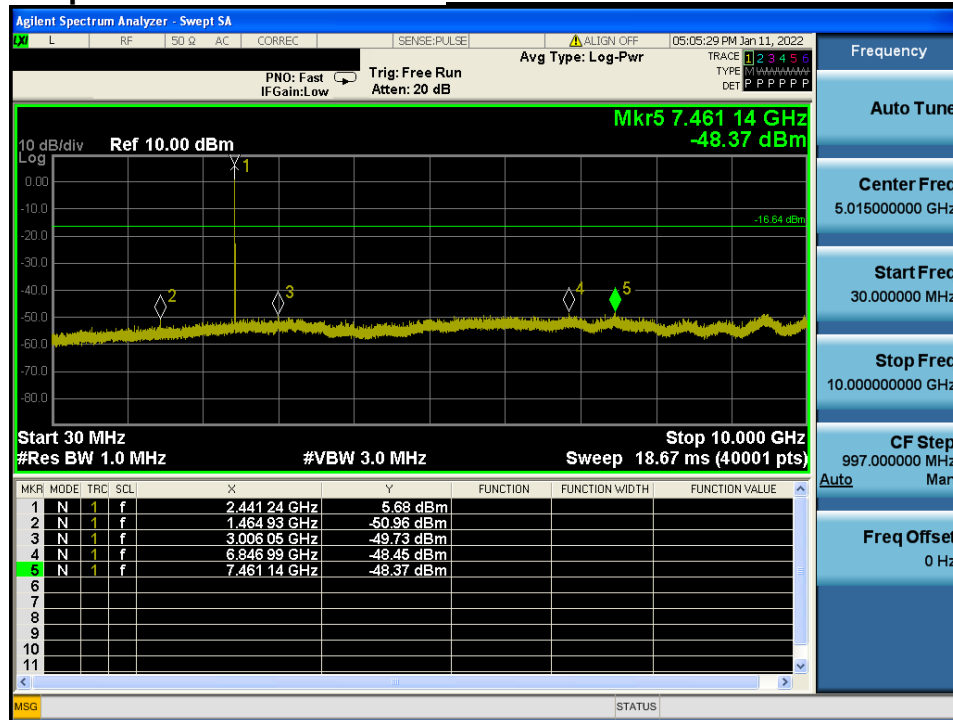 Agilent Spectrum Analyzer - Swept SA
LXI L RF 50 Ω AC CORREC SENSE:PULSE ALIGN OFF 05:05:29 PM Jan 11, 2022
Avg Type: Log-Pwr
TRACE 1 2 3 4 5 6
TYPE M WWWWW
DET P P P P P P
PNO: Fast
IFGain:Low
Trig: Free Run
Atten: 20 dB
Mkr5 7.461 14 GHz
-48.37 dBm
10 dB/div Ref 10.00 dBm
Log
0.00
-10.0
-20.0
-30.0
-40.0
-50.0
-60.0
-70.0
-80.0
-16.64 dBm
1
2
3
4
5
Start 30 MHz
Stop 10.000 GHz
#Res BW 1.0 MHz
#VBW 3.0 MHz
Sweep 18.67 ms (40001 pts)
MKR MODE TRC SCL X Y FUNCTION FUNCTION WIDTH FUNCTION VALUE
1 N 1 f 2.441 24 GHz 5.68 dBm
2 N 1 f 1.464 93 GHz -50.96 dBm
3 N 1 f 3.006 05 GHz -49.73 dBm
4 N 1 f 6.846 99 GHz -48.45 dBm
5 N 1 f 7.461 14 GHz -48.37 dBm
6
7
8
9
10
11
MSG
STATUS
Frequency
Auto Tune
Center Freq
5.015000000 GHz
Start Freq
30.000000 MHz
Stop Freq
10.000000000 GHz
CF Step
997.000000 MHz
Auto Man
Freq Offset
0 Hz